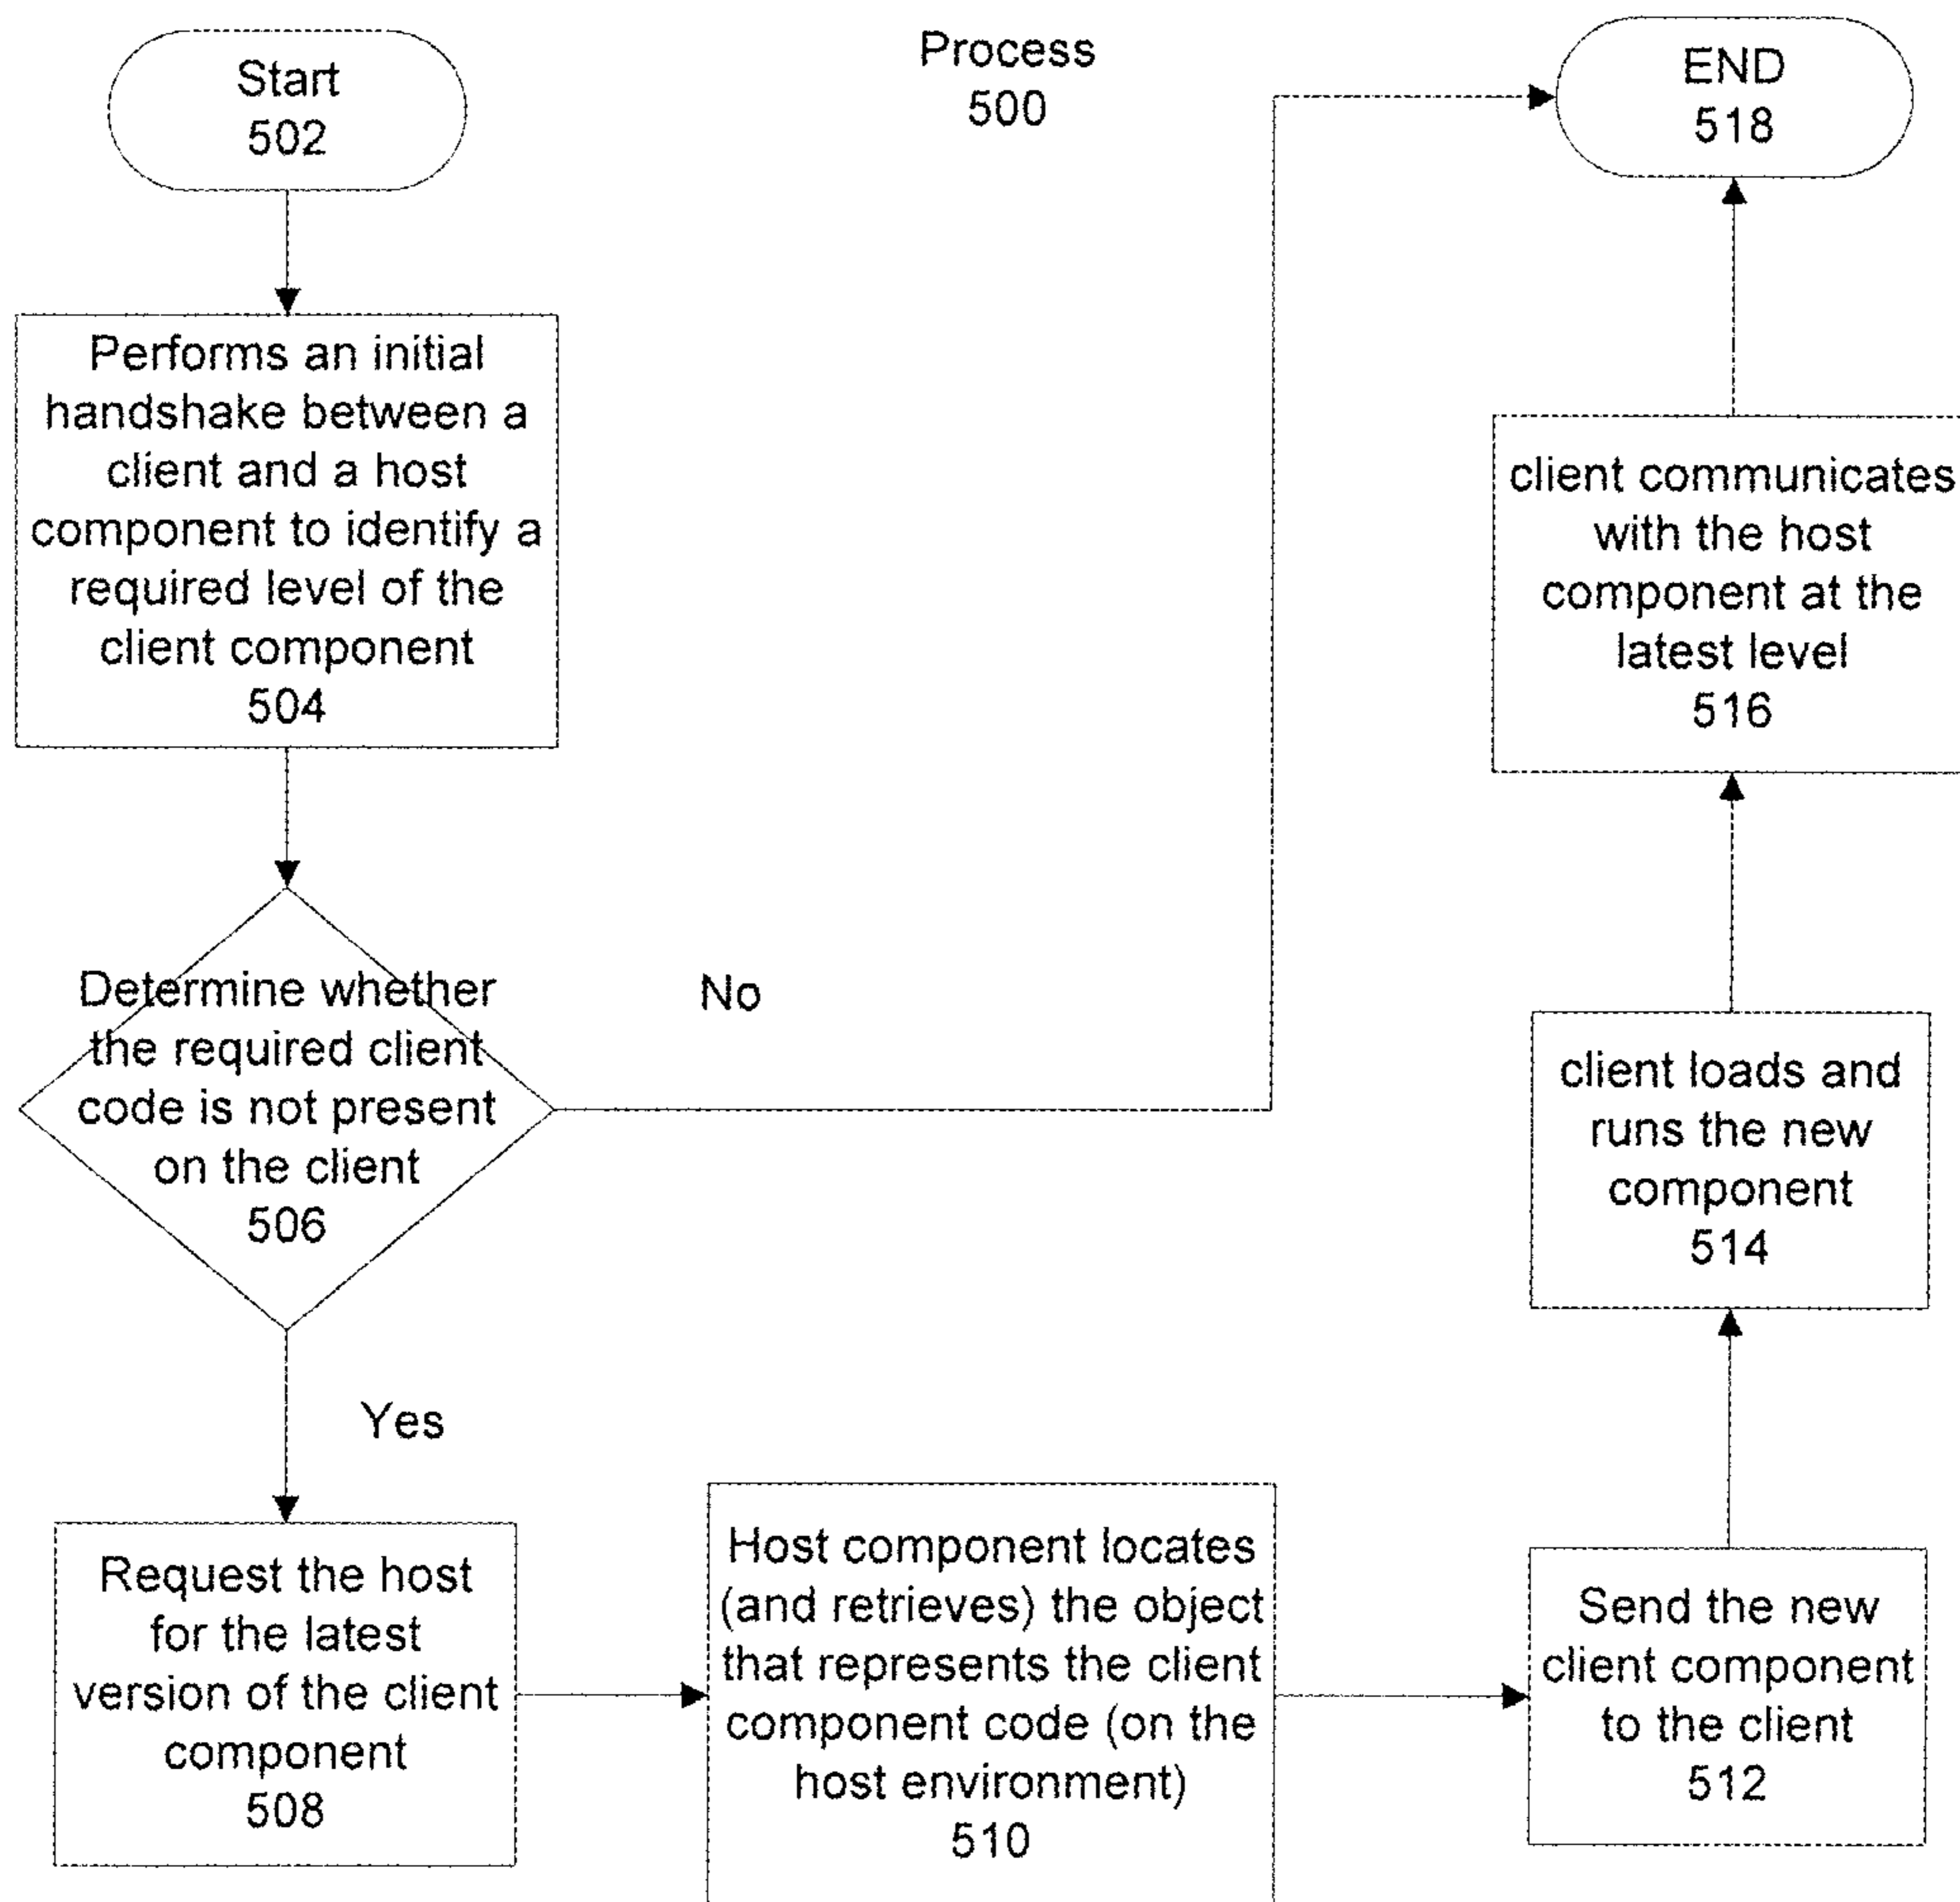 Start
502
Process
500
END
518
Performs an initial
handshake between a
client and a host
component to identify a
required level of the
client component
504
Determine whether
the required client
code is not present
on the client
506
No
Yes
Request the host
for the latest
version of the client
component
508
Host component locates
(and retrieves) the object
that represents the client
component code (on the
host environment)
510
Send the new
client component
to the client
512
client loads and
runs the new
component
514
client communicates
with the host
component at the
latest level
516